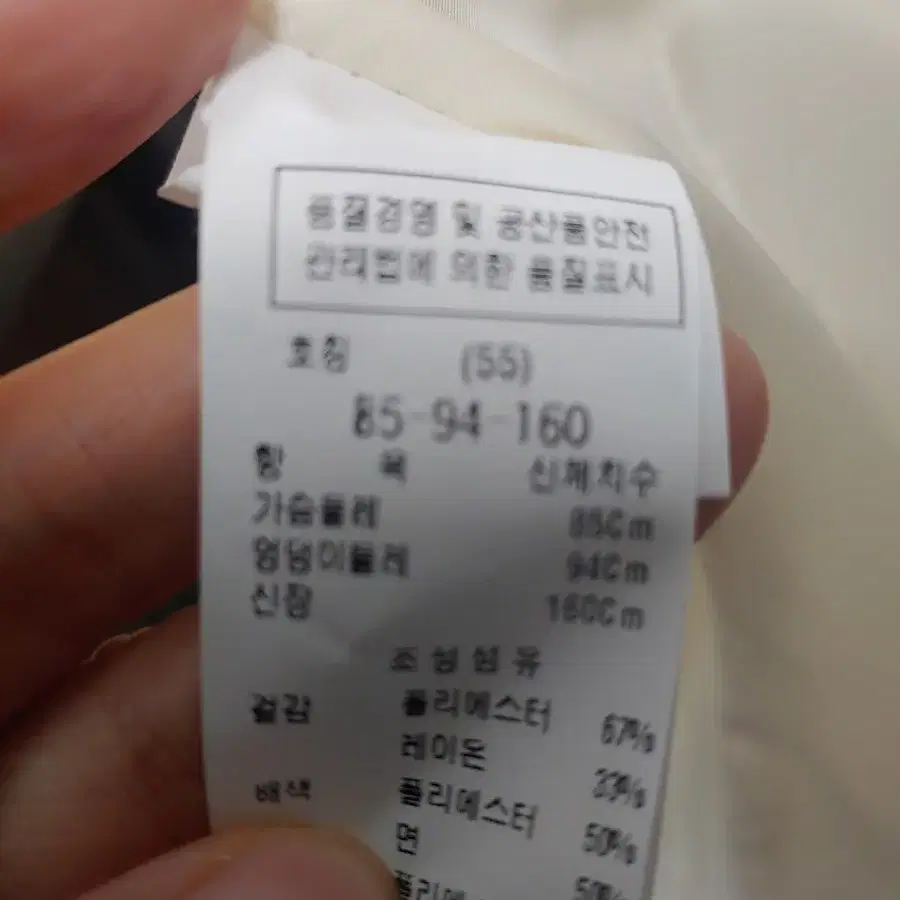 품질경영 및 공산품안전
관리법에 의한 품질표시
호칭 (55)
85-94-160
항 목 신체치수
가슴둘레 85Cm
엉덩이둘레 94Cm
신장 160Cm
조성섬유
겉감 폴리에스터 67%
레이온 33%
배색 폴리에스터 50%
면 50%